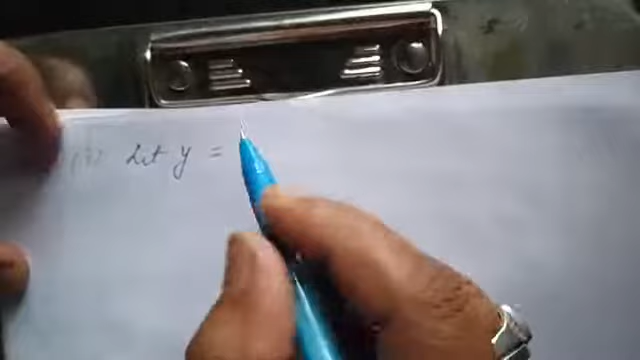 (i) Let y =